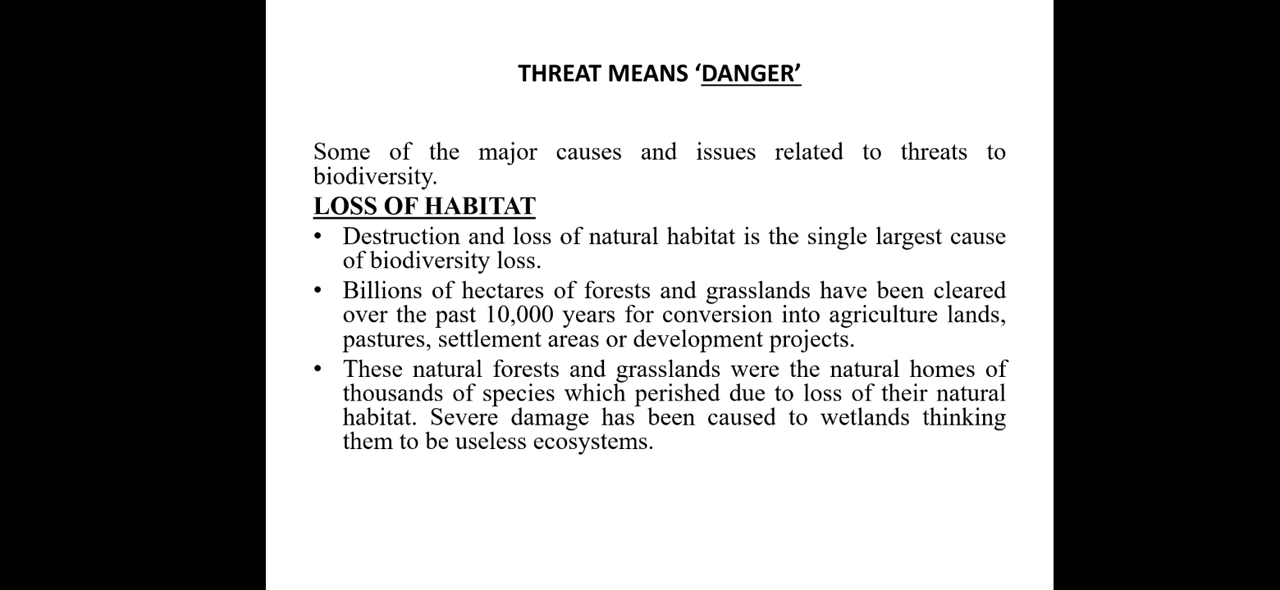 THREAT MEANS ‘DANGER’
Some of the major causes and issues related to threats to
biodiversity.
LOSS OF HABITAT
• Destruction and loss of natural habitat is the single largest cause
of biodiversity loss.
• Billions of hectares of forests and grasslands have been cleared
over the past 10,000 years for conversion into agriculture lands,
pastures, settlement areas or development projects.
• These natural forests and grasslands were the natural homes of
thousands of species which perished due to loss of their natural
habitat. Severe damage has been caused to wetlands thinking
them to be useless ecosystems.